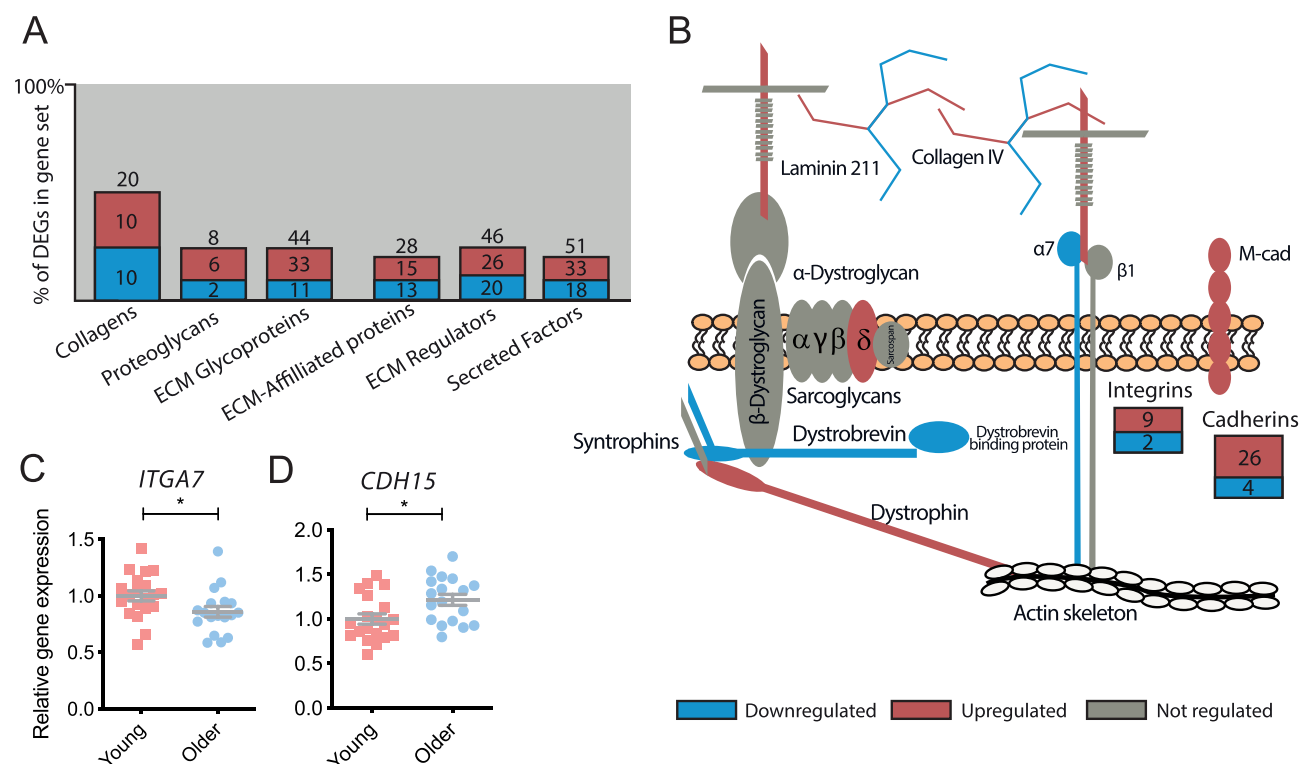 A
100%
% of DEGs in gene set
20
10
10
8
6
2
44
33
11
28
15
13
46
26
20
51
33
18
Collagens
Proteoglycans
ECM Glycoproteins
ECM-Affilliated proteins
ECM Regulators
Secreted Factors
B
Laminin 211
Collagen IV
α7
β1
M-cad
α-Dystroglycan
β-Dystroglycan
α γ β δ
Sarcospan
Sarcoglycans
Integrins
9
2
Cadherins
26
4
Syntrophins
Dystrobrevin
Dystrobrevin
binding protein
Dystrophin
Actin skeleton
Downregulated
Upregulated
Not regulated
C
ITGA7
*
Relative gene expression
1.5
1.0
0.5
0.0
Young
Older
D
CDH15
*
2.0
1.5
1.0
0.5
0.0
Young
Older